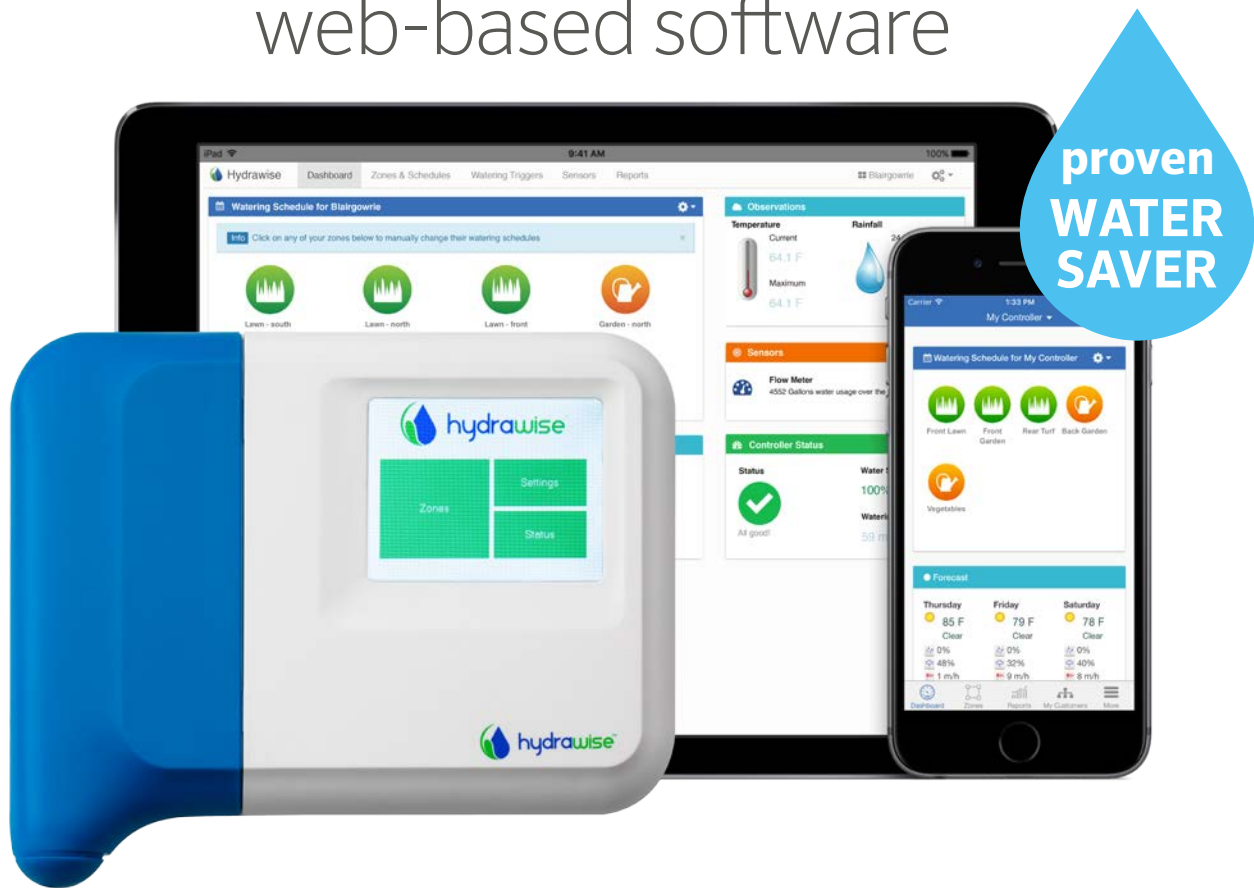 web-based software
proven
WATER
SAVER
iPad
9:41 AM
100%
Hydrawise
Dashboard
Zones & Schedules
Watering Triggers
Sensors
Reports
Blairgowrie
Watering Schedule for Blairgowrie
Info
Click on any of your zones below to manually change their watering schedules
×
Lawn - south
Lawn - north
Lawn - front
Garden - north
Observations
Temperature
Current
64.1 F
Maximum
64.1 F
Rainfall
24
Sensors
Flow Meter
4552 Gallons water usage over the
Controller Status
Status
All good!
Water S
100%
Wateri
59 m
hydrawise
Zones
Settings
Status
hydrawise™
Carrier
1:33 PM
My Controller
Watering Schedule for My Controller
Front Lawn
Front
Garden
Rear Turf
Back Garden
Vegetables
Forecast
Thursday
85 F
Clear
0%
48%
1 m/h
Friday
79 F
Clear
0%
32%
9 m/h
Saturday
78 F
Clear
0%
40%
8 m/h
Dashboard
Zones
Reports
My Customers
More